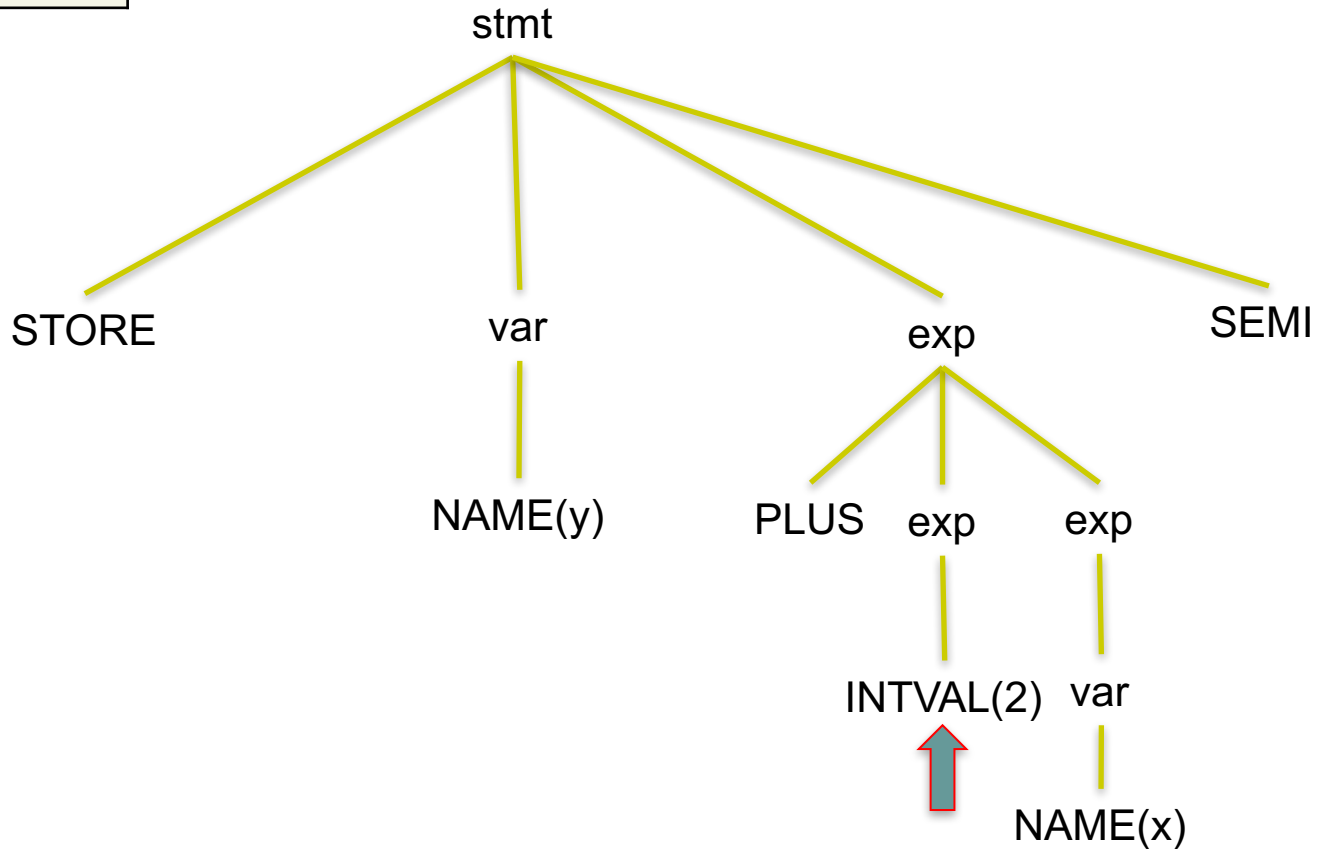 stmt
STORE
var
exp
SEMI
NAME(y)
PLUS
exp
exp
INTVAL(2)
var
NAME(x)